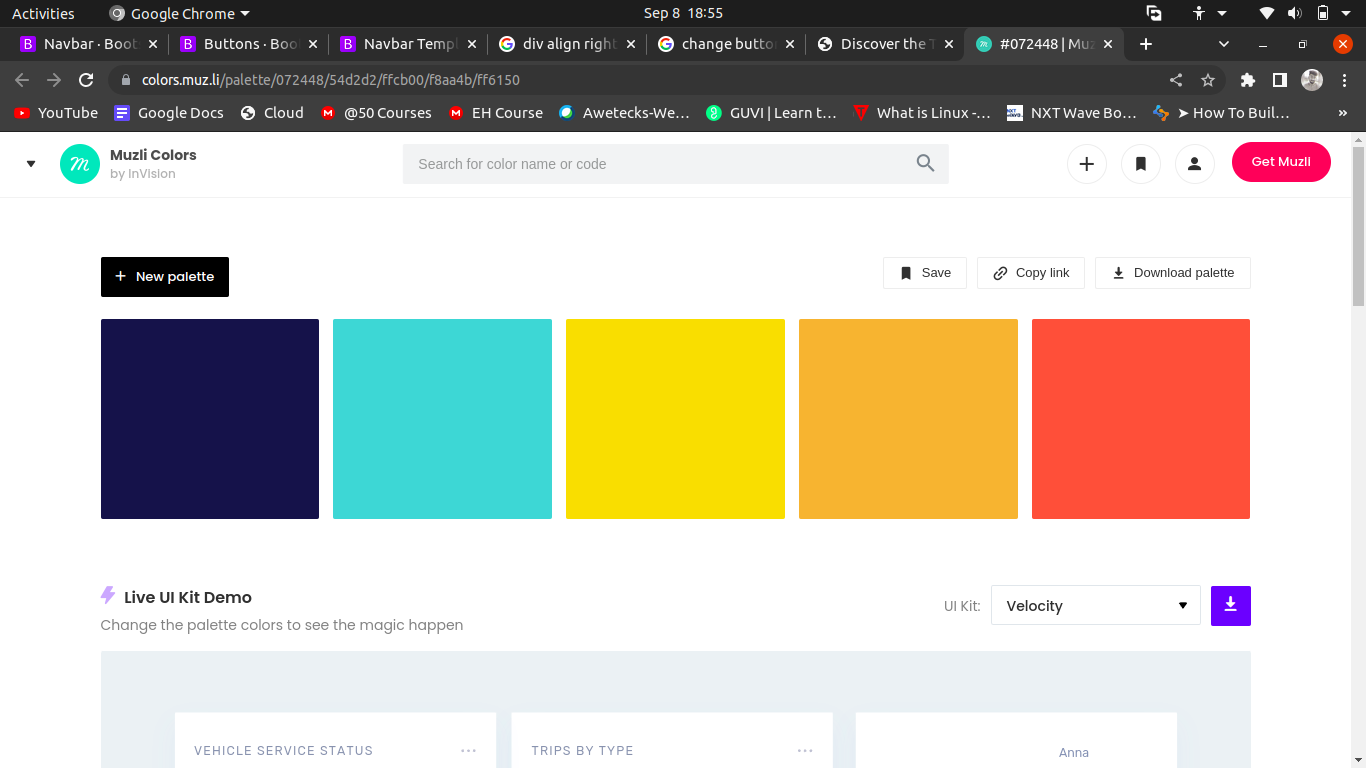 Activities Google Chrome Sep 8 18:55
Navbar · Boot Buttons · Boo Navbar Templ div align right change butto Discover the T #072448 | Muz
colors.muz.li/palette/072448/54d2d2/ffcb00/f8aa4b/ff6150
YouTube Google Docs Cloud @50 Courses EH Course Awetecks-We… GUVI | Learn t… What is Linux -… NXT Wave Bo… ➤ How To Buil… »
Muzli Colors
by InVision
Search for color name or code
Get Muzli
+ New palette
Save Copy link Download palette
Live UI Kit Demo
Change the palette colors to see the magic happen
UI Kit: Velocity
VEHICLE SERVICE STATUS ··· TRIPS BY TYPE ··· Anna